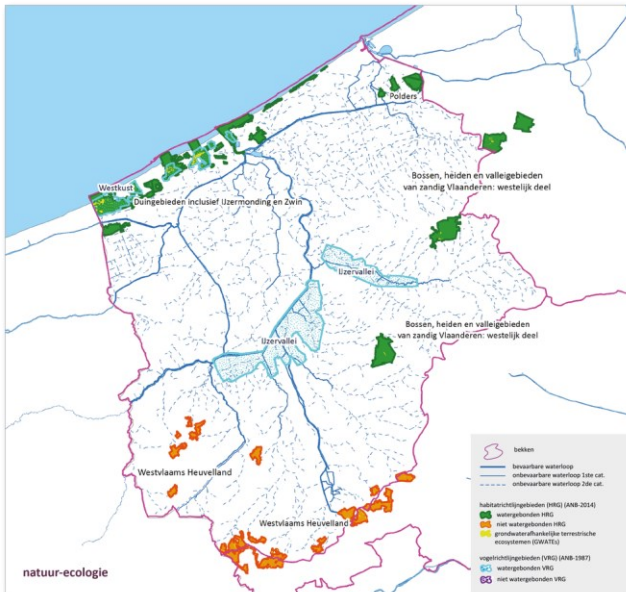 Polders
Bossen, heiden en valleigebieden
van zandig Vlaanderen: westelijk deel
Westkust
Duingebieden inclusief IJzermonding en Zwin
IJzervallei
Bossen, heiden en valleigebieden
van zandig Vlaanderen: westelijk deel
IJzervallei
Westvlaams Heuvelland
Westvlaams Heuvelland
natuur-ecologie
bekken
bevaarbare waterloop
onbevaarbare waterloop 1ste cat.
onbevaarbare waterloop 2de cat.
habitatrichtlijngebieden (HRG) (ANB-2014)
watergebonden HRG
niet watergebonden HRG
grondwaterafhankelijke terrestrische
ecosystemen (GWATEs)
vogelrichtlijngebieden (VRG) (ANB-1987)
watergebonden VRG
niet watergebonden VRG